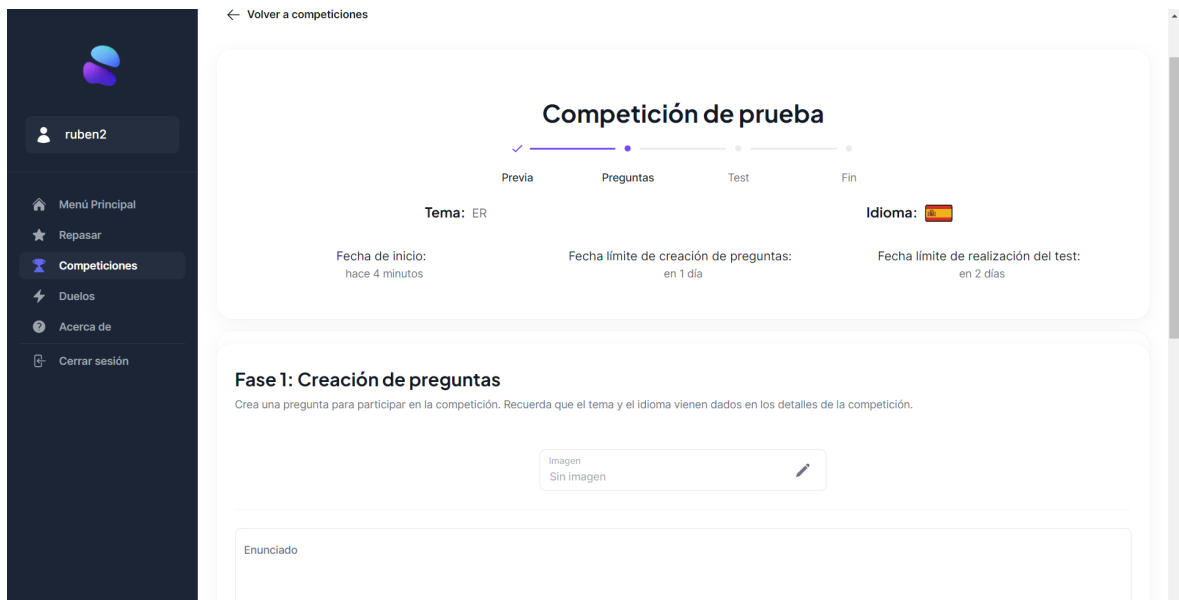 ← Volver a competiciones
ruben2
Menú Principal
Repasar
Competiciones
Duelos
Acerca de
Cerrar sesión
Competición de prueba
Previa Preguntas Test Fin
Tema: ER Idioma:
Fecha de inicio: Fecha límite de creación de preguntas: Fecha límite de realización del test:
hace 4 minutos en 1 día en 2 días
Fase 1: Creación de preguntas
Crea una pregunta para participar en la competición. Recuerda que el tema y el idioma vienen dados en los detalles de la competición.
Imagen
Sin imagen
Enunciado